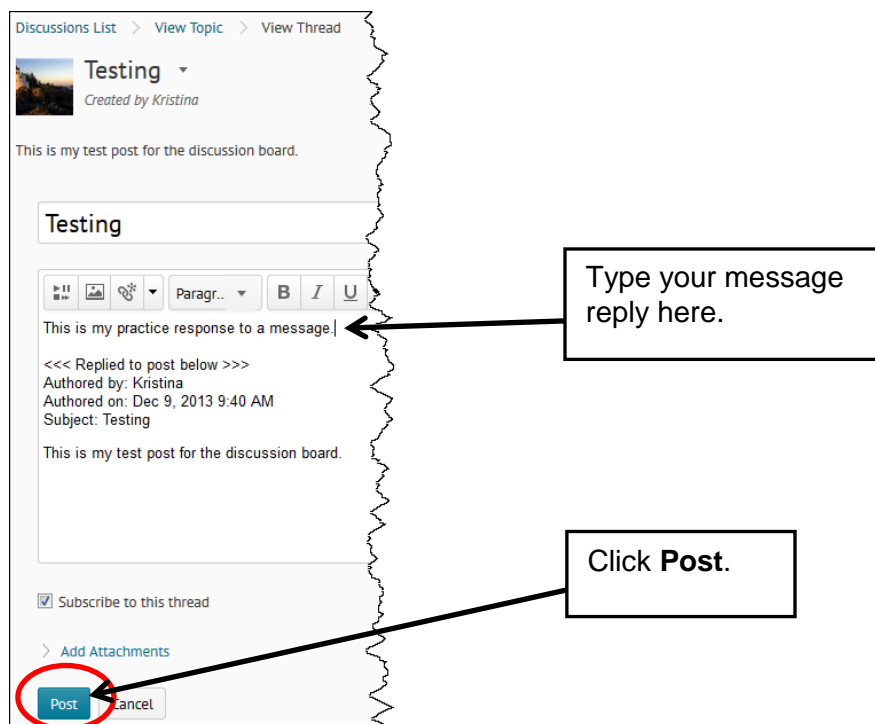 Discussions List > View Topic > View Thread
Testing
Created by Kristina
This is my test post for the discussion board.
Testing
Paragr.. B I U
This is my practice response to a message.
Type your message
reply here.
<<< Replied to post below >>>
Authored by: Kristina
Authored on: Dec 9, 2013 9:40 AM
Subject: Testing
This is my test post for the discussion board.
Click Post.
Subscribe to this thread
> Add Attachments
Post Cancel